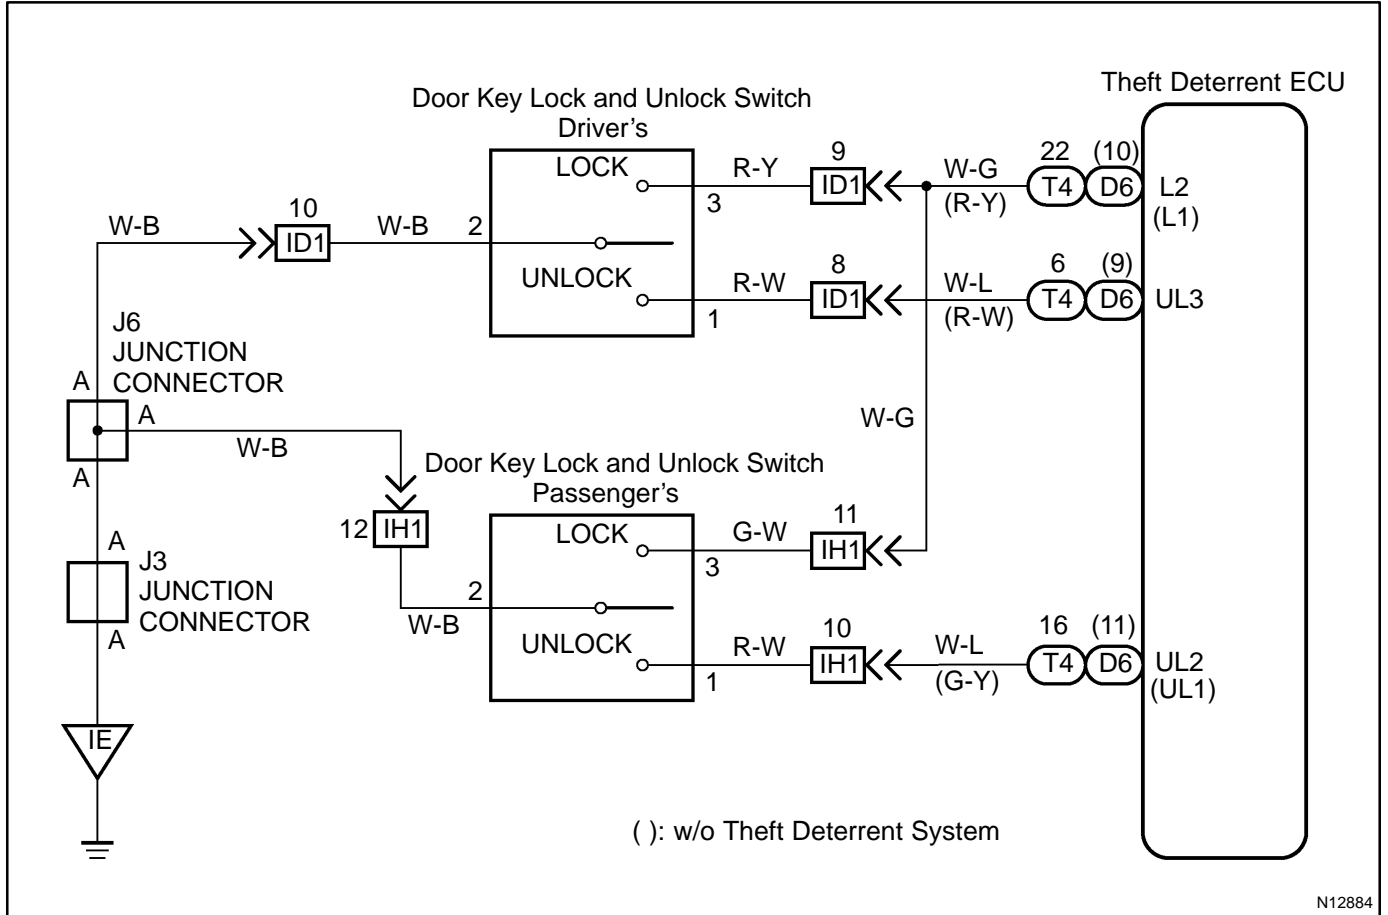 Theft Deterrent ECU
Door Key Lock and Unlock Switch
Driver's
LOCK
R-Y
9
ID1
W-G
(R-Y)
22
(10)
T4
D6
L2
(L1)
3
W-B
10
ID1
W-B
2
UNLOCK
R-W
8
ID1
W-L
(R-W)
6
(9)
T4
D6
UL3
1
J6
JUNCTION
CONNECTOR
A
A
A
W-B
W-G
Door Key Lock and Unlock Switch
Passenger's
12
IH1
LOCK
G-W
11
IH1
3
A
J3
JUNCTION
CONNECTOR
A
2
W-B
UNLOCK
R-W
10
IH1
W-L
(G-Y)
16
(11)
T4
D6
UL2
(UL1)
1
IE
( ): w/o Theft Deterrent System
N12884